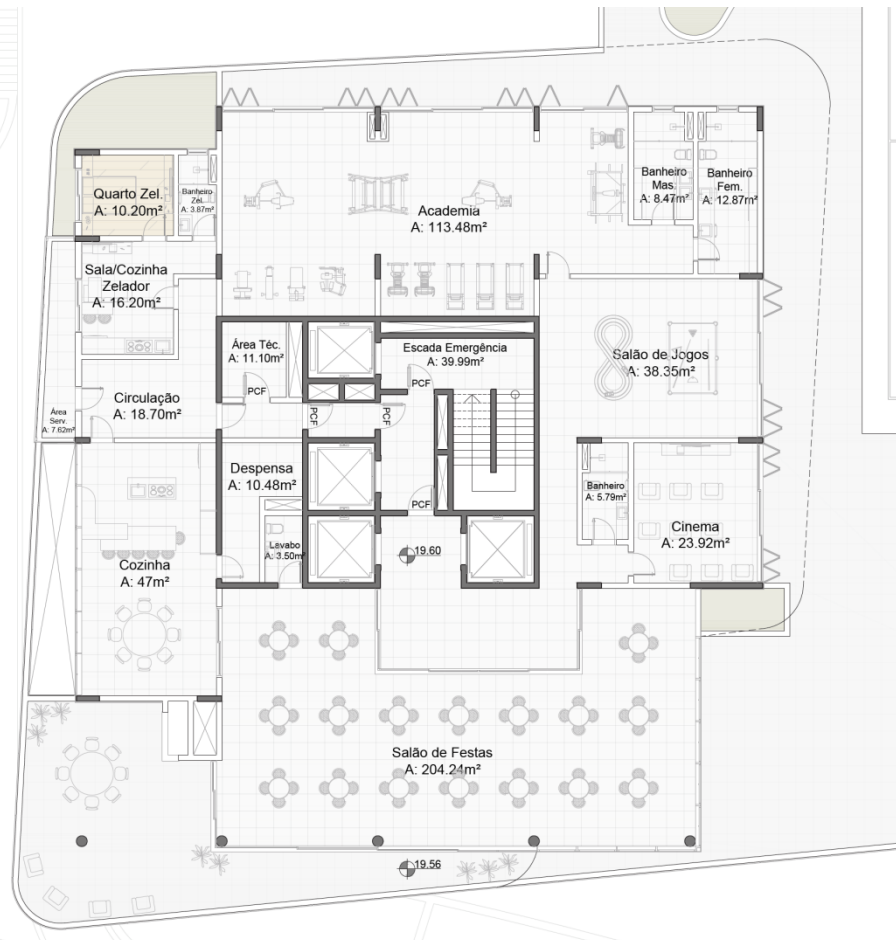 Quarto Zel.
A: 10.20m²
Banheiro
Zel.
A: 3.87m²
Academia
A: 113.48m²
Banheiro
Mas.
A: 8.47m²
Banheiro
Fem.
A: 12.87m²
Sala/Cozinha
Zelador
A: 16.20m²
Área Téc.
A: 11.10m²
PCF
Escada Emergência
A: 39.99m²
PCF
Salão de Jogos
A: 38.35m²
Circulação
A: 18.70m²
PCF
PCF
Área
Serv.
A: 7.62m²
Despensa
A: 10.48m²
Banheiro
A: 5.79m²
PCF
Cinema
A: 23.92m²
Lavabo
A: 3.50m²
19.60
Cozinha
A: 47m²
Salão de Festas
A: 204.24m²
19.56